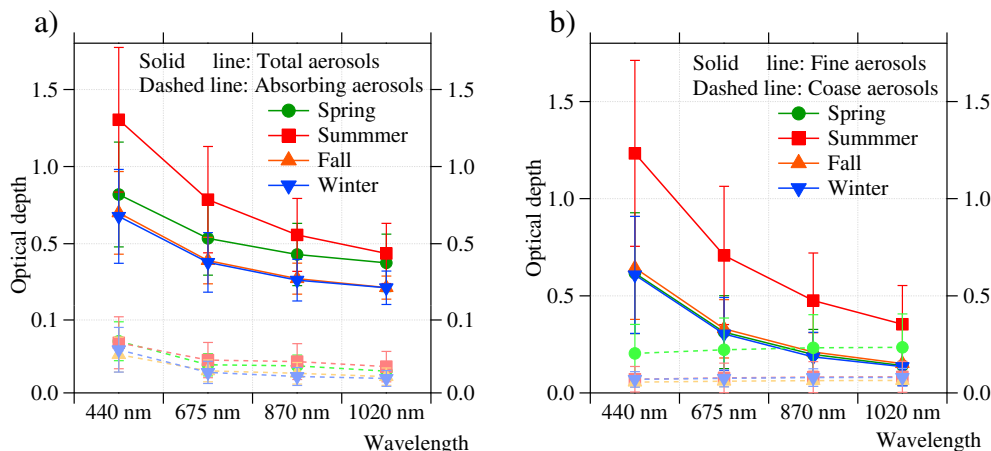 a)
Solid line: Total aerosols
Dashed line: Absorbing aerosols
Spring
Summmer
Fall
Winter
Optical depth
1.5
1.0
0.5
0.1
0.0
1.5
1.0
0.5
0.1
0.0
440 nm 675 nm 870 nm 1020 nm
Wavelength
b)
Solid line: Fine aerosols
Dashed line: Coase aerosols
Spring
Summmer
Fall
Winter
Optical depth
1.5
1.0
0.5
0.0
1.5
1.0
0.5
0.0
440 nm 675 nm 870 nm 1020 nm
Wavelength